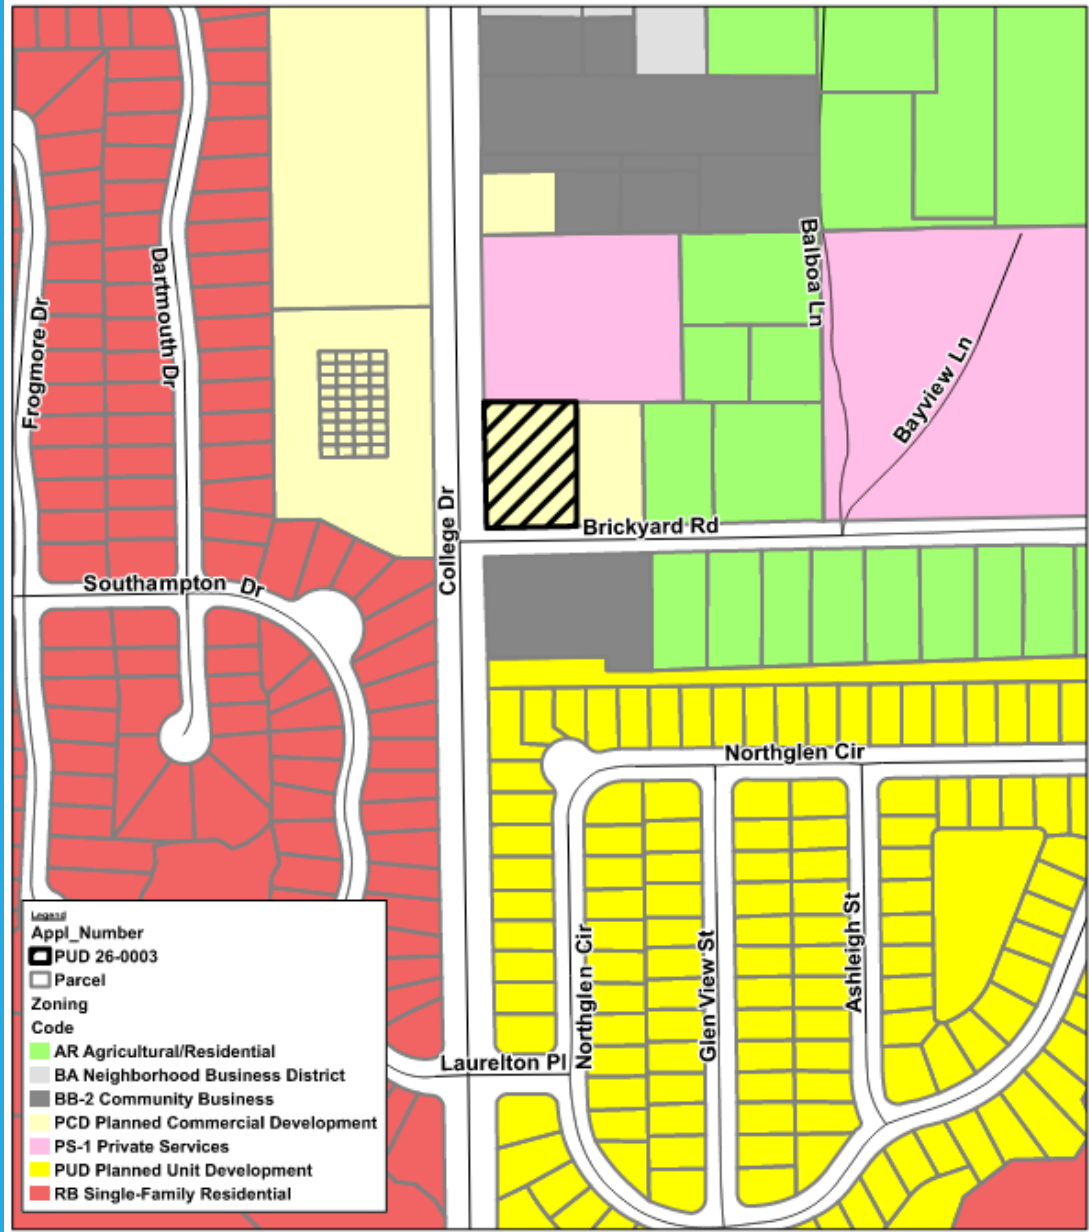 Balboa Ln
Dartmouth Dr
Frogmore Dr
Bayview Ln
College Dr
Brickyard Rd
Southampton Dr
Northglen Cir
Ashleigh St
Northglen Cir
Glen View St
Laurelton Pl
Legend
Appl_Number
PUD 26-0003
Parcel
Zoning
Code
AR Agricultural/Residential
BA Neighborhood Business District
BB-2 Community Business
PCD Planned Commercial Development
PS-1 Private Services
PUD Planned Unit Development
RB Single-Family Residential